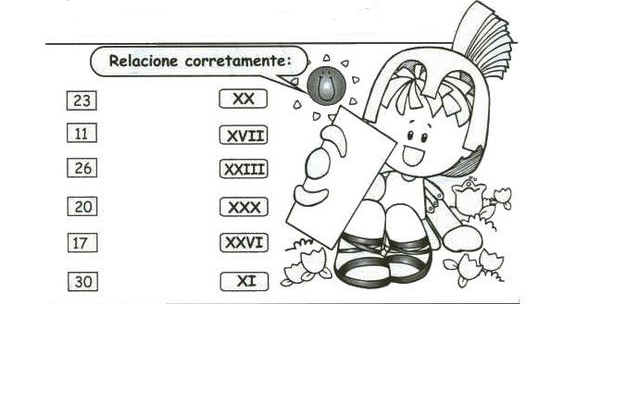 Relacione corretamente:
23 XX
11 XVII
26 XXIII
20 XXX
17 XXVI
30 XI